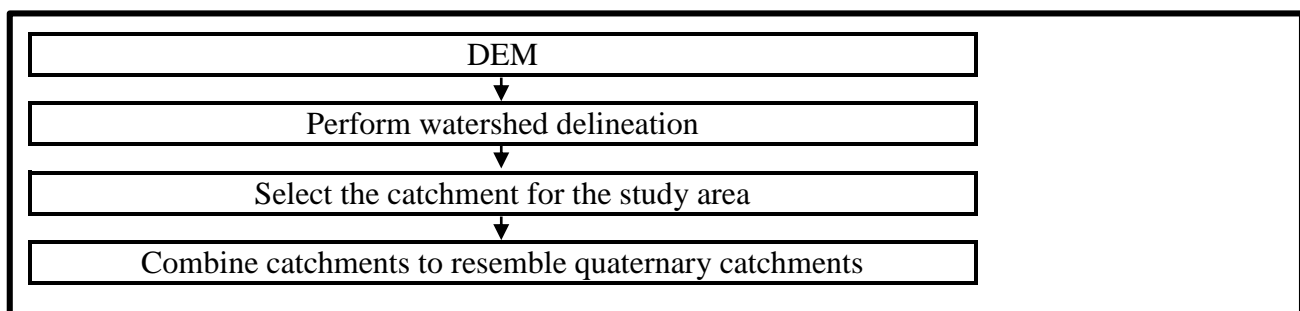 DEM
Perform watershed delineation
Select the catchment for the study area
Combine catchments to resemble quaternary catchments